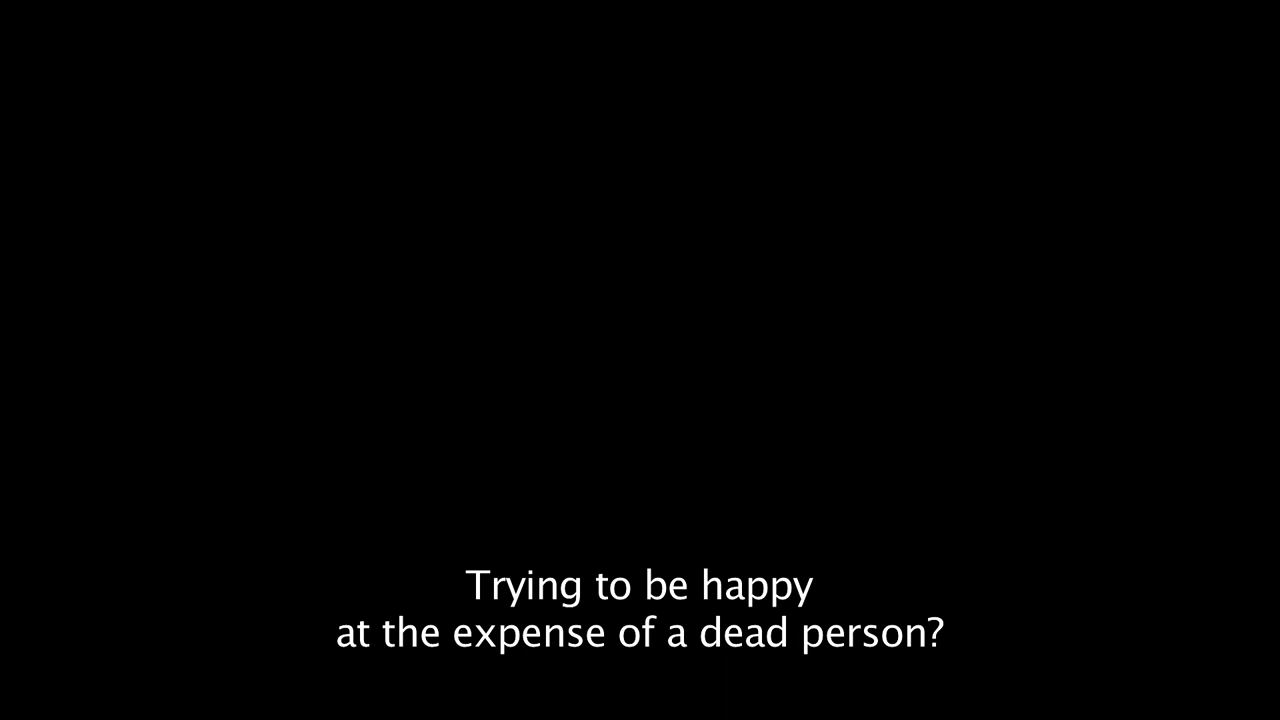 Trying to be happy
at the expense of a dead person?